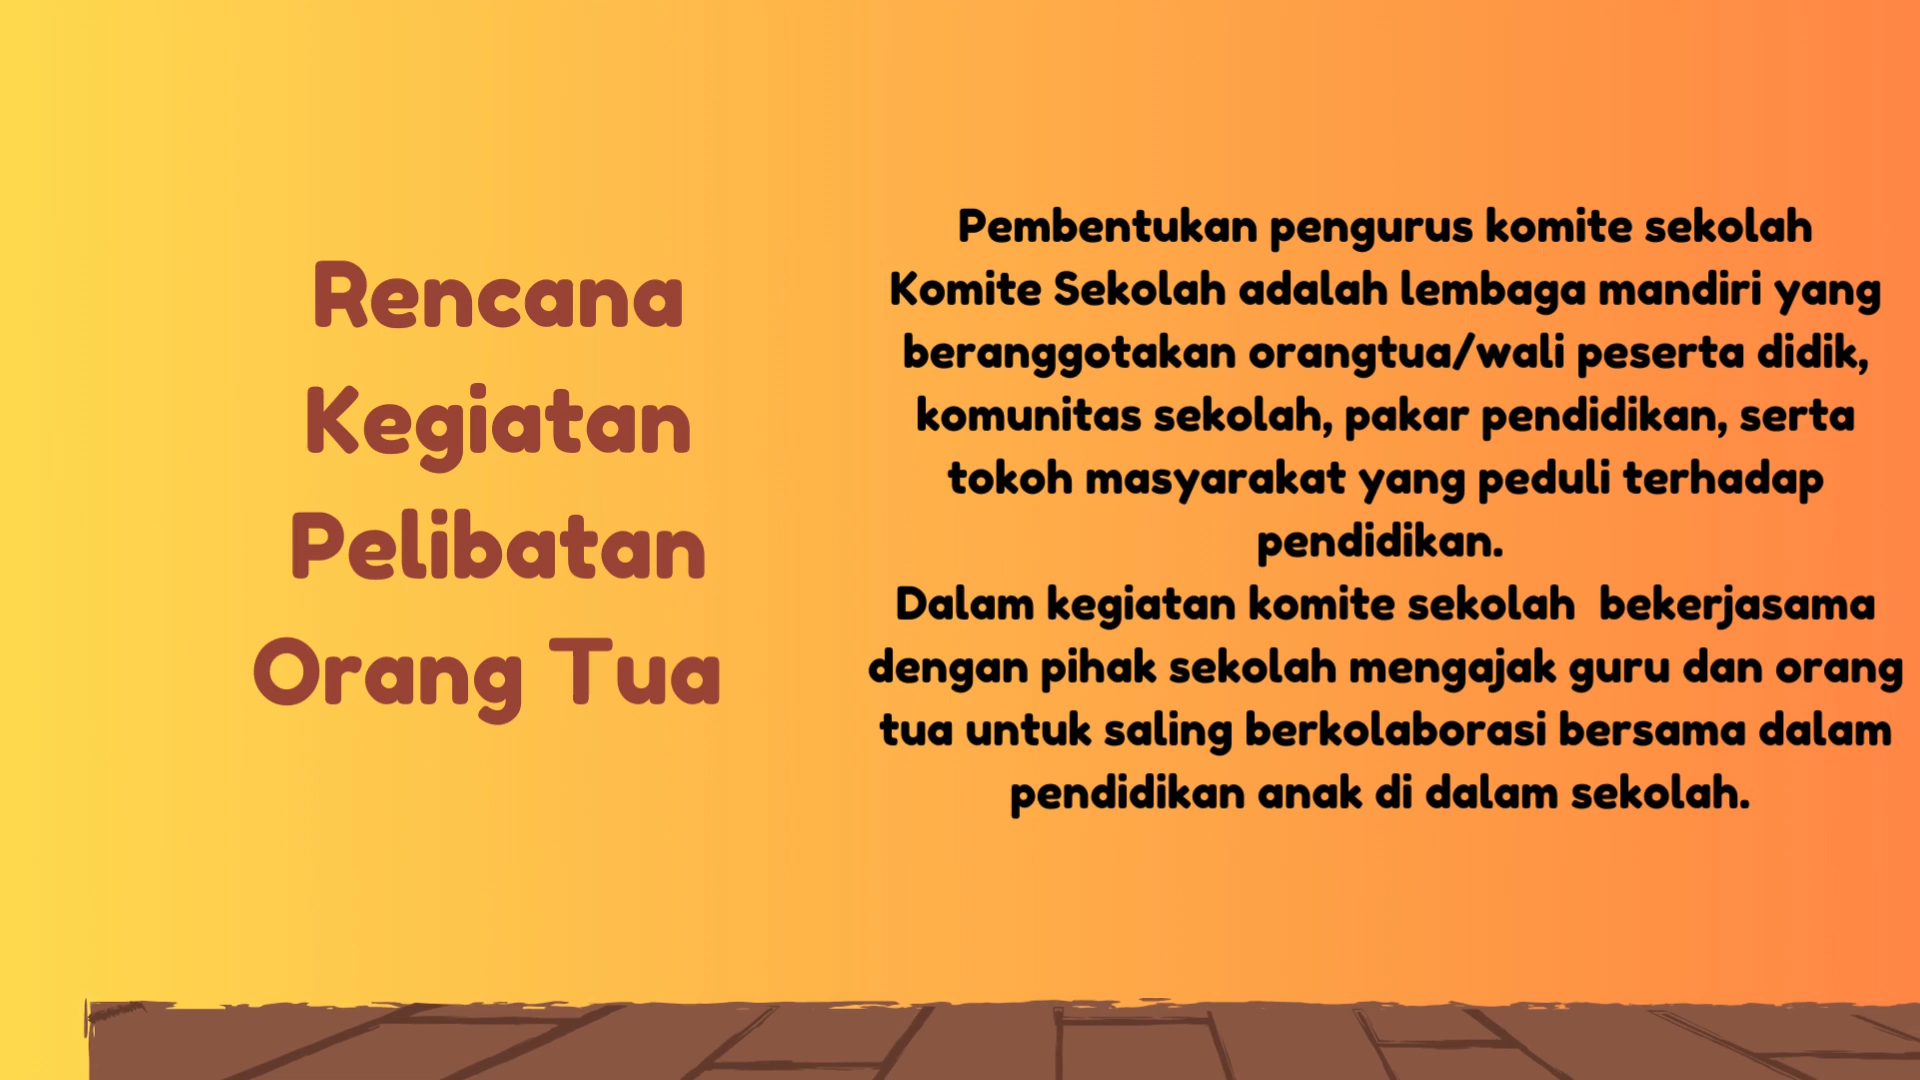 Rencana
Kegiatan
Pelibatan
Orang Tua
Pembentukan pengurus komite sekolah
Komite Sekolah adalah lembaga mandiri yang
beranggotakan orangtua/wali peserta didik,
komunitas sekolah, pakar pendidikan, serta
tokoh masyarakat yang peduli terhadap
pendidikan.
Dalam kegiatan komite sekolah  bekerjasama
dengan pihak sekolah mengajak guru dan orang
tua untuk saling berkolaborasi bersama dalam
pendidikan anak di dalam sekolah.